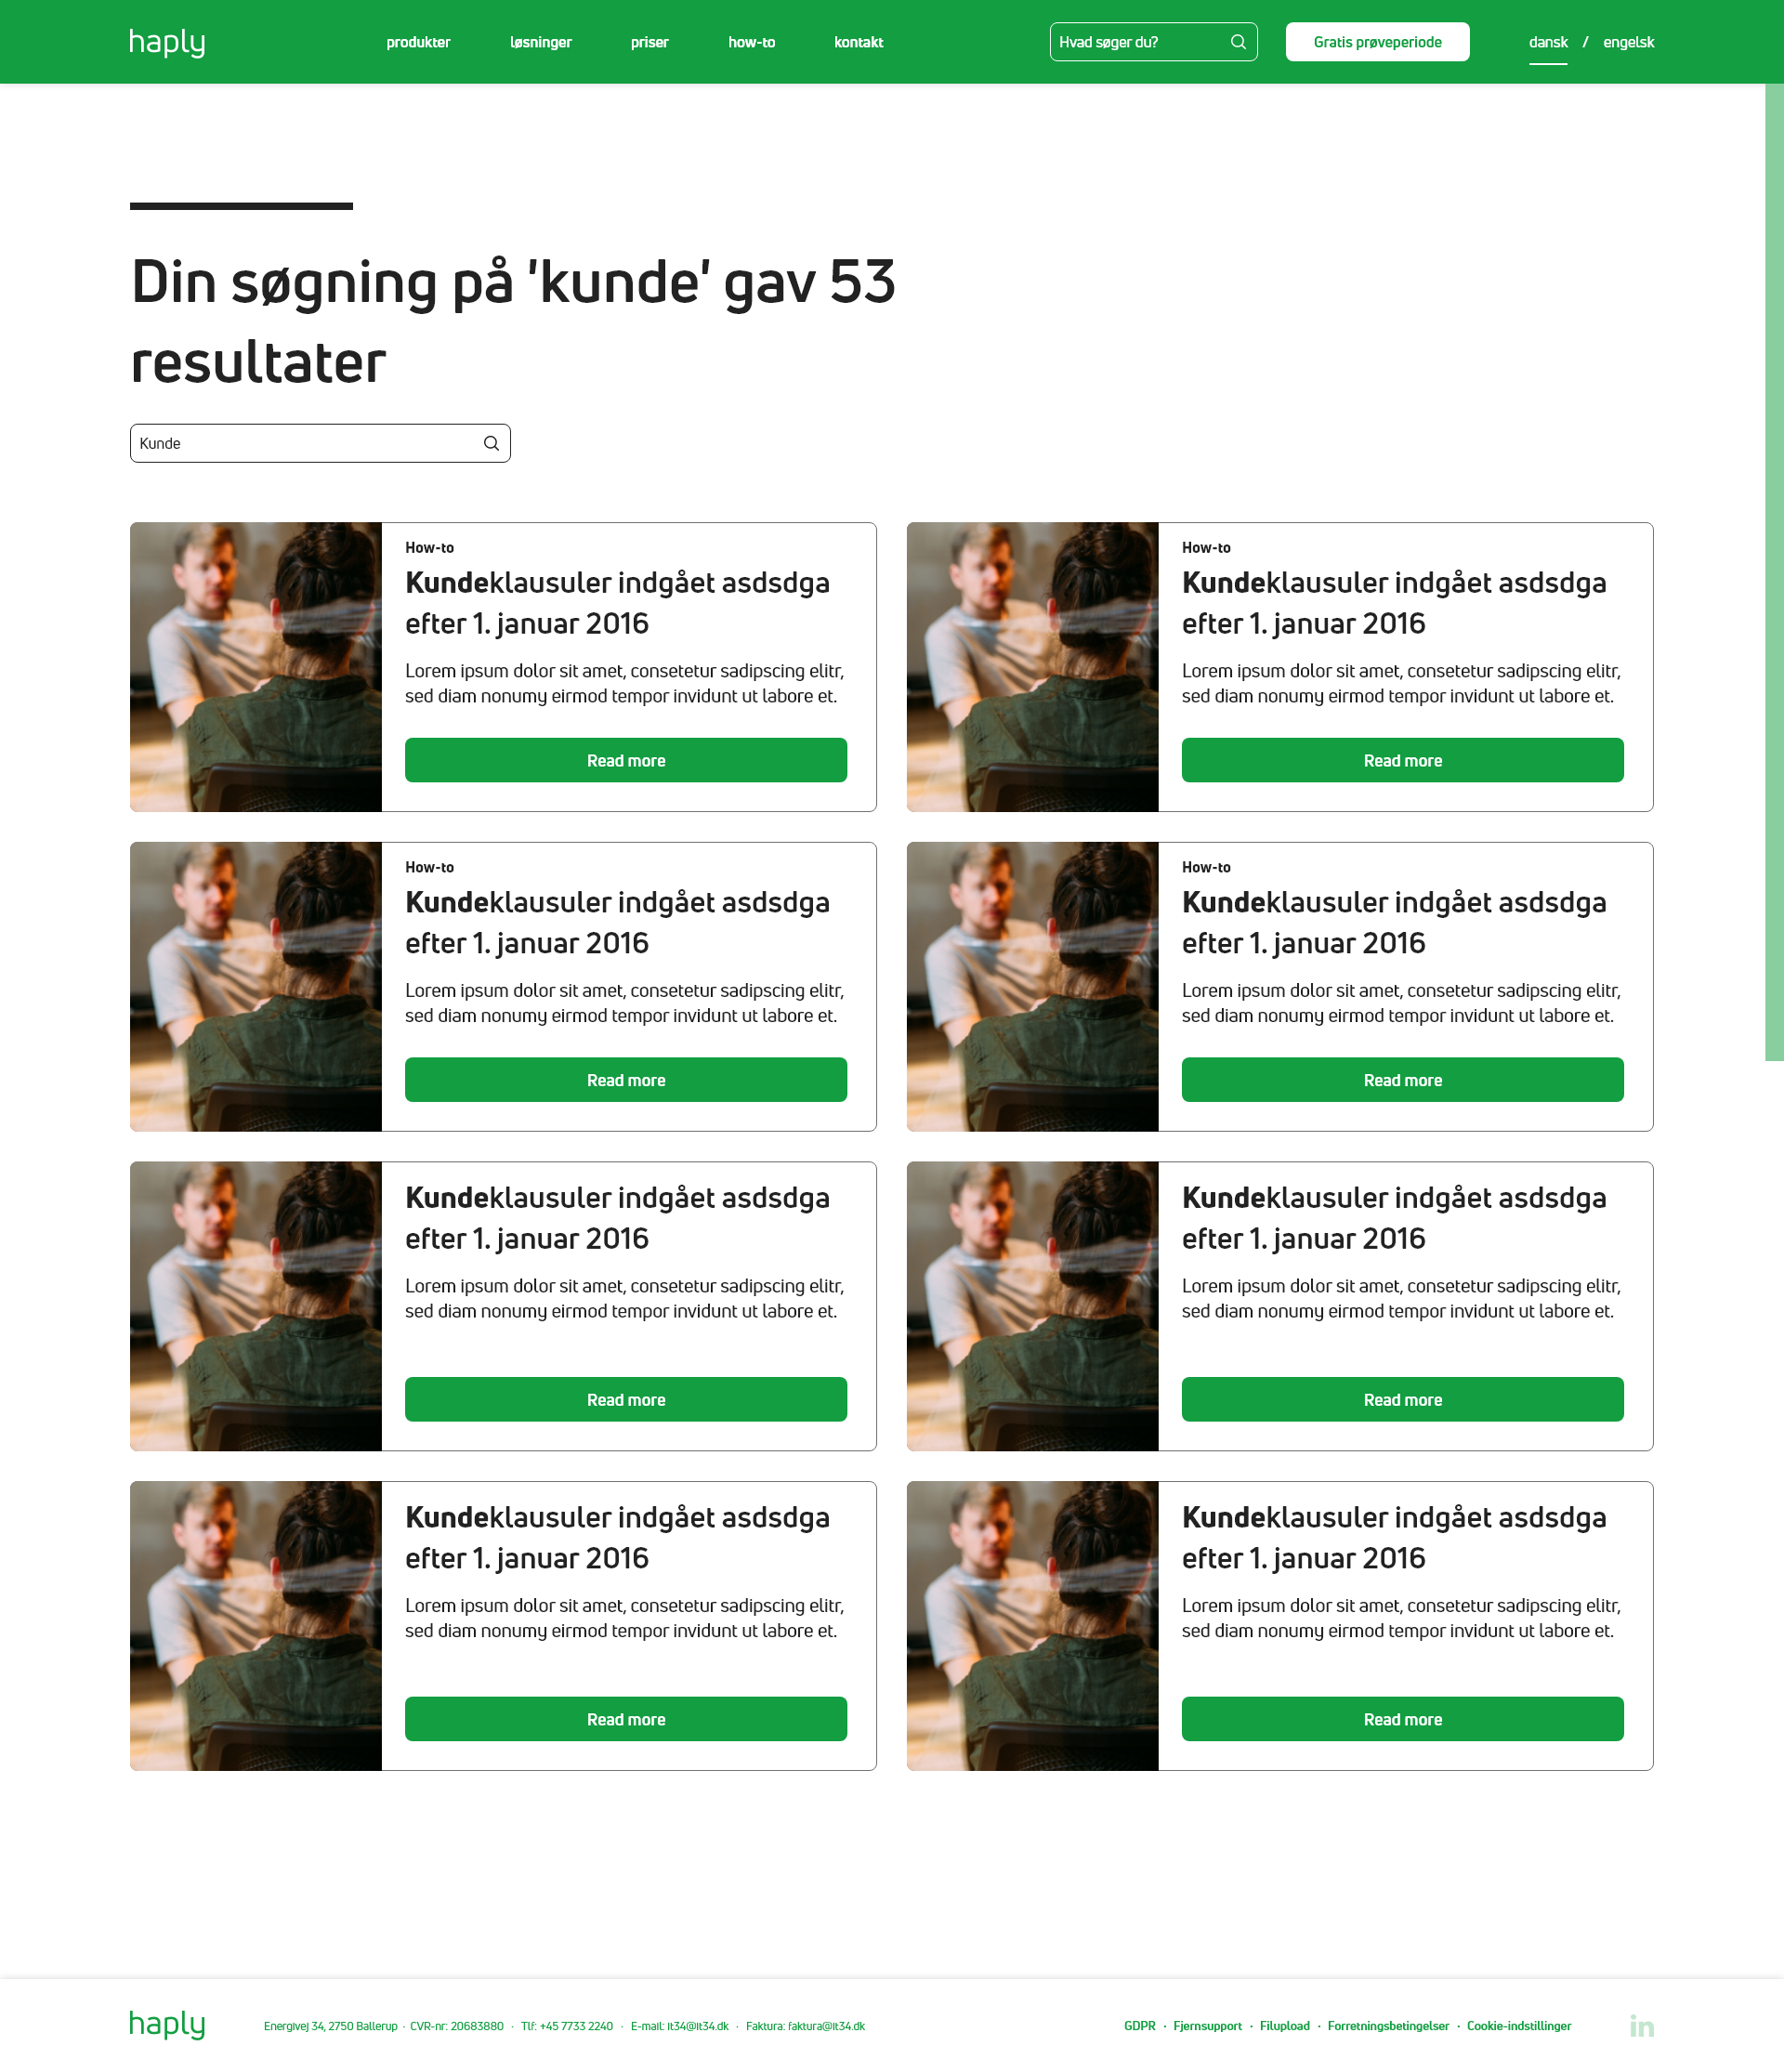 haply
produkter løsninger priser how-to kontakt
Hvad søger du?
Gratis prøveperiode
dansk / engelsk
Din søgning på 'kunde' gav 53
resultater
Kunde
How-to
Kundeklausuler indgået asdsdga
efter 1. januar 2016
Lorem ipsum dolor sit amet, consetetur sadipscing elitr,
sed diam nonumy eirmod tempor invidunt ut labore et.
Read more
How-to
Kundeklausuler indgået asdsdga
efter 1. januar 2016
Lorem ipsum dolor sit amet, consetetur sadipscing elitr,
sed diam nonumy eirmod tempor invidunt ut labore et.
Read more
How-to
Kundeklausuler indgået asdsdga
efter 1. januar 2016
Lorem ipsum dolor sit amet, consetetur sadipscing elitr,
sed diam nonumy eirmod tempor invidunt ut labore et.
Read more
How-to
Kundeklausuler indgået asdsdga
efter 1. januar 2016
Lorem ipsum dolor sit amet, consetetur sadipscing elitr,
sed diam nonumy eirmod tempor invidunt ut labore et.
Read more
Kundeklausuler indgået asdsdga
efter 1. januar 2016
Lorem ipsum dolor sit amet, consetetur sadipscing elitr,
sed diam nonumy eirmod tempor invidunt ut labore et.
Read more
Kundeklausuler indgået asdsdga
efter 1. januar 2016
Lorem ipsum dolor sit amet, consetetur sadipscing elitr,
sed diam nonumy eirmod tempor invidunt ut labore et.
Read more
Kundeklausuler indgået asdsdga
efter 1. januar 2016
Lorem ipsum dolor sit amet, consetetur sadipscing elitr,
sed diam nonumy eirmod tempor invidunt ut labore et.
Read more
Kundeklausuler indgået asdsdga
efter 1. januar 2016
Lorem ipsum dolor sit amet, consetetur sadipscing elitr,
sed diam nonumy eirmod tempor invidunt ut labore et.
Read more
haply
Energivej 34, 2750 Ballerup · CVR-nr: 20683880 · Tlf: +45 7733 2240 · E-mail: it34@it34.dk · Faktura: faktura@it34.dk
GDPR · Fjernsupport · Filupload · Forretningsbetingelser · Cookie-indstillinger
in